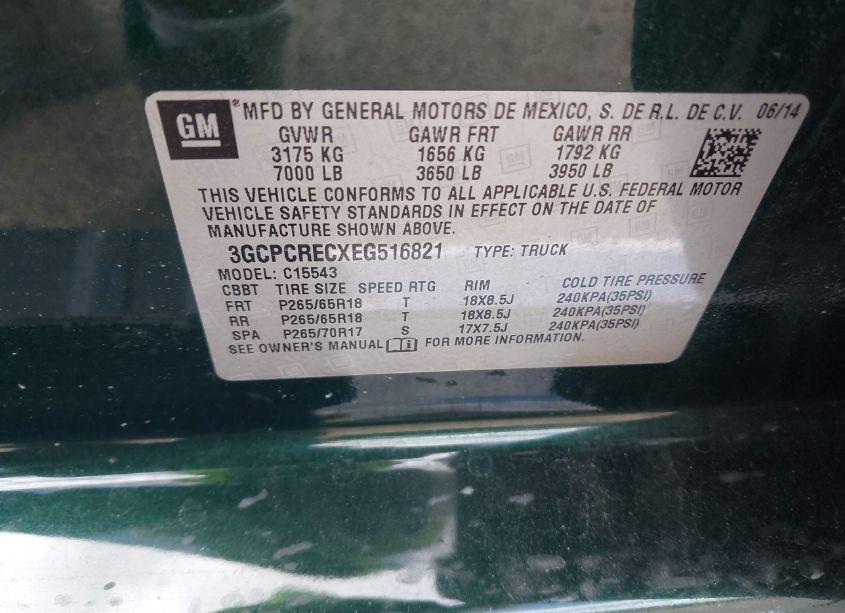 GM ® MFD BY GENERAL MOTORS DE MEXICO, S. DE R.L. DE C.V. 06/14
GVWR GAWR FRT GAWR RR
3175 KG 1656 KG 1792 KG
7000 LB 3650 LB 3950 LB
THIS VEHICLE CONFORMS TO ALL APPLICABLE U.S. FEDERAL MOTOR
VEHICLE SAFETY STANDARDS IN EFFECT ON THE DATE OF
MANUFACTURE SHOWN ABOVE.
3GCPCRECXEG516821 TYPE: TRUCK
MODEL: C15543
CBBT TIRE SIZE SPEED RTG RIM COLD TIRE PRESSURE
FRT P265/65R18 T 18X8.5J 240KPA(35PSI)
RR P265/65R18 T 18X8.5J 240KPA(35PSI)
SPA P265/70R17 S 17X7.5J 240KPA(35PSI)
SEE OWNER'S MANUAL FOR MORE INFORMATION.